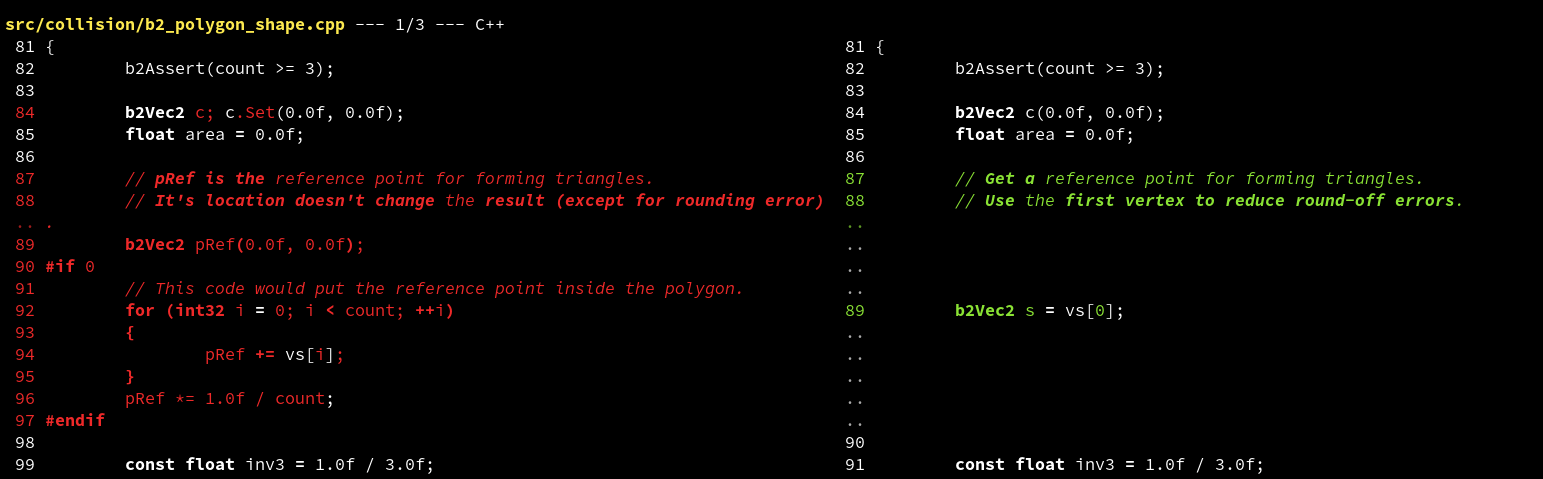 src/collision/b2_polygon_shape.cpp --- 1/3 --- C++
81 { 81 {
82 b2Assert(count >= 3); 82 b2Assert(count >= 3);
83 83
84 b2Vec2 c; c.Set(0.0f, 0.0f); 84 b2Vec2 c(0.0f, 0.0f);
85 float area = 0.0f; 85 float area = 0.0f;
86 86
87 // pRef is the reference point for forming triangles. 87 // Get a reference point for forming triangles.
88 // It's location doesn't change the result (except for rounding error) 88 // Use the first vertex to reduce round-off errors.
.. . ..
89 b2Vec2 pRef(0.0f, 0.0f); ..
90 #if 0 ..
91 // This code would put the reference point inside the polygon. ..
92 for (int32 i = 0; i < count; ++i) 89 b2Vec2 s = vs[0];
93 { ..
94 pRef += vs[i]; ..
95 } ..
96 pRef *= 1.0f / count; ..
97 #endif ..
98 90
99 const float inv3 = 1.0f / 3.0f; 91 const float inv3 = 1.0f / 3.0f;